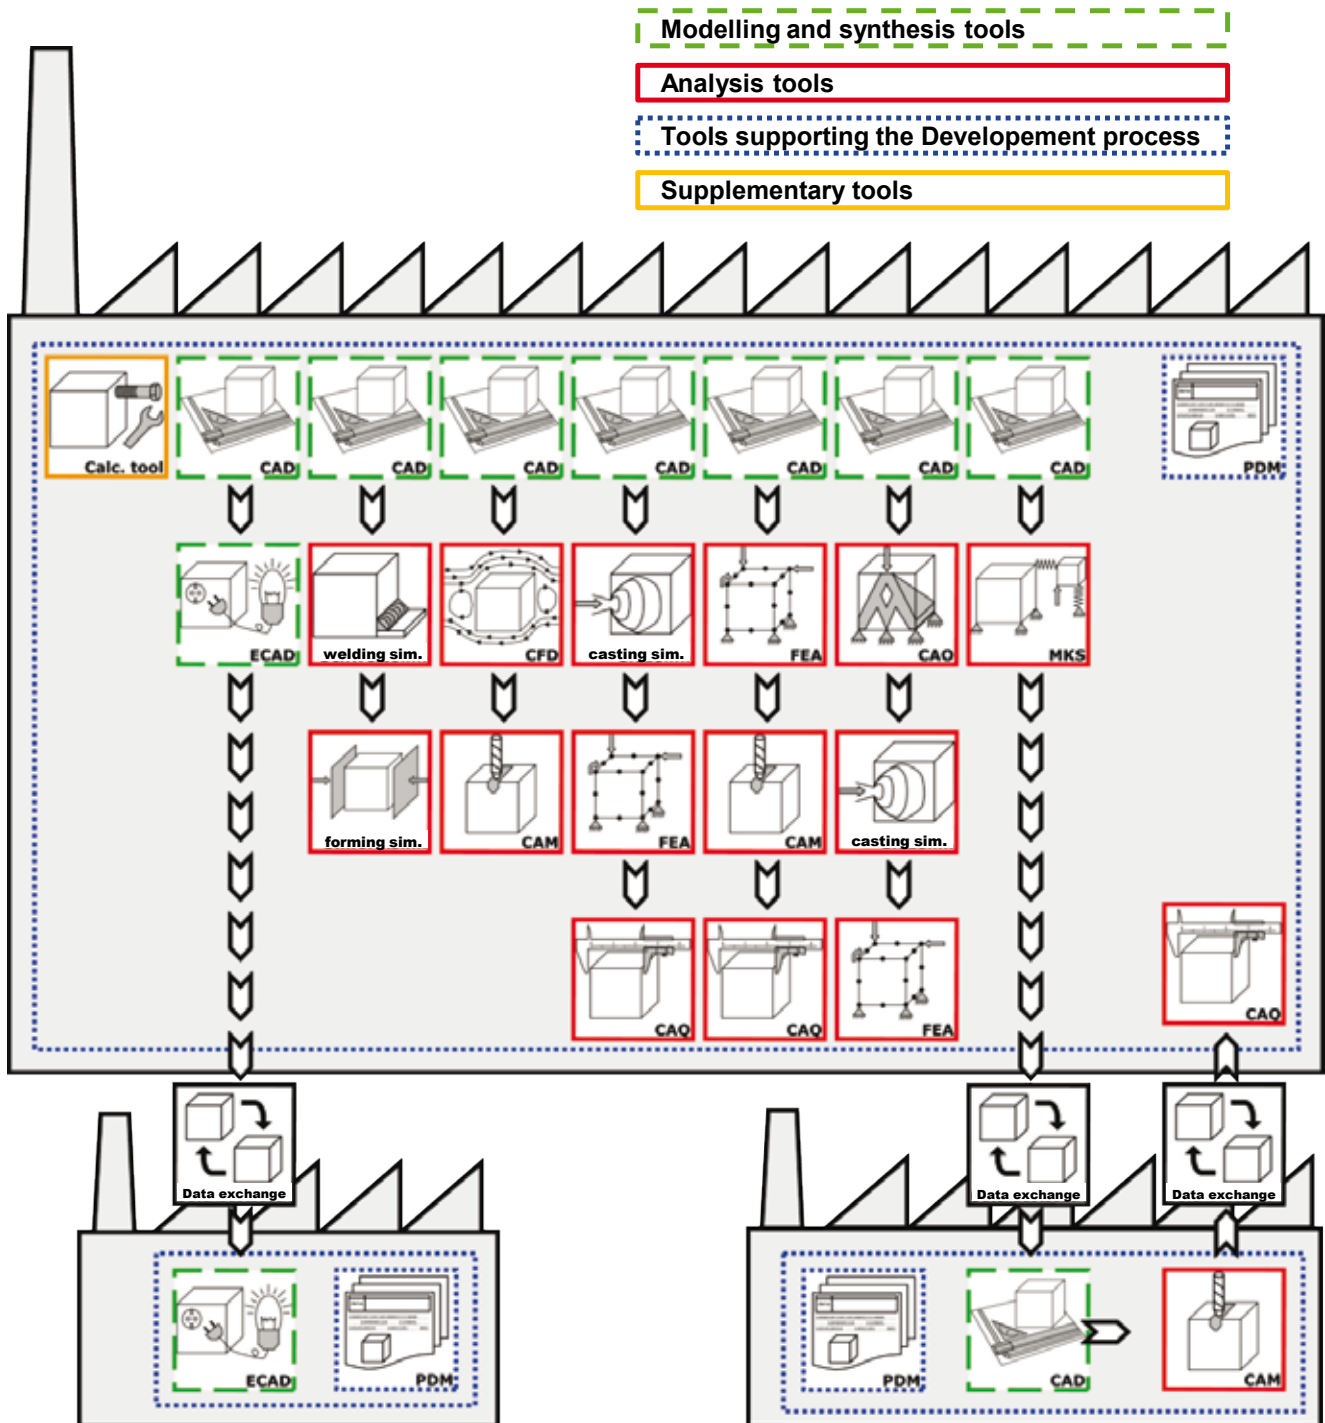 Modelling and synthesis tools
Analysis tools
Tools supporting the Developement process
Supplementary tools
Calc. tool
CAD
CAD
CAD
CAD
CAD
CAD
CAD
PDM
ECAD
welding sim.
CFD
casting sim.
FEA
CAO
MKS
forming sim.
CAM
FEA
CAM
casting sim.
CAQ
CAQ
FEA
CAQ
Data exchange
Data exchange
Data exchange
ECAD
PDM
PDM
CAD
CAM